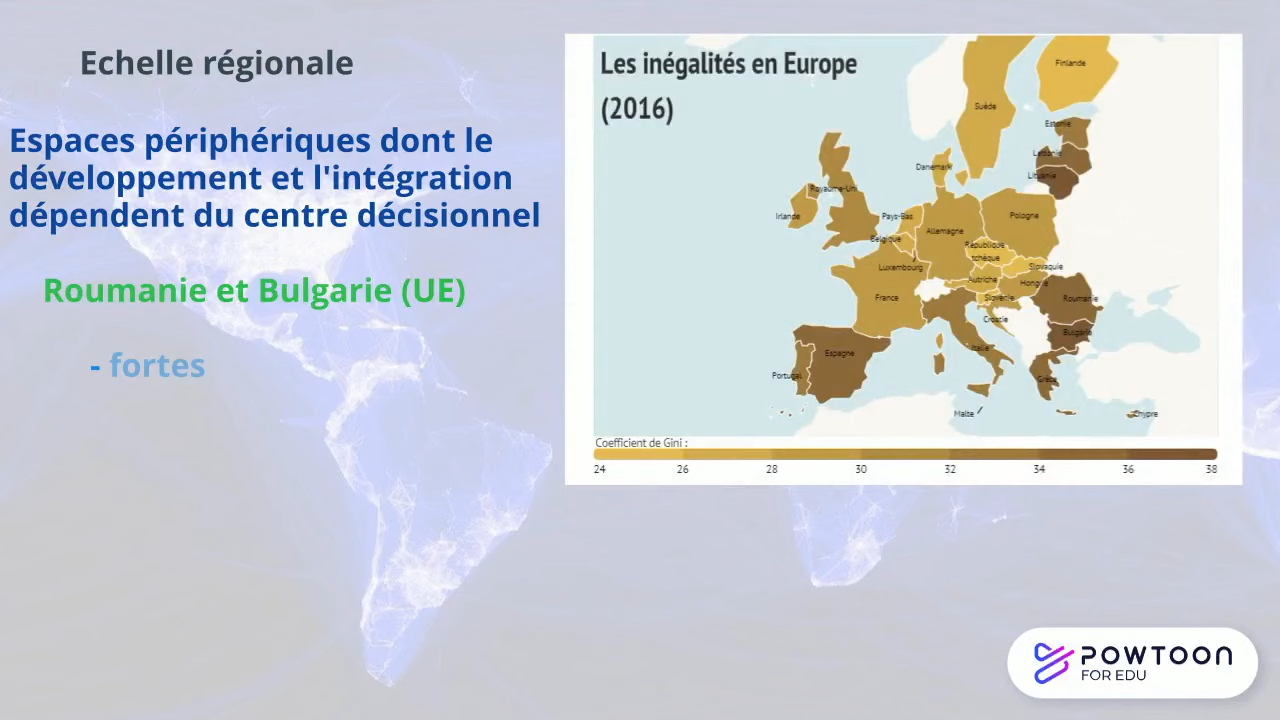 Echelle régionale
Espaces périphériques dont le
développement et l'intégration
dépendent du centre décisionnel
Roumanie et Bulgarie (UE)
- fortes
Les inégalités en Europe
(2016)
Finlande
Suède
Estonie
Lettonie
Lituanie
Danemark
Royaume-Uni
Irlande
Pays-Bas
Pologne
Allemagne
Belgique
République
tchèque
Luxembourg
Slovaquie
Autriche
Hongrie
France
Slovénie
Roumanie
Croatie
Bulgarie
Italie
Espagne
Portugal
Grèce
Malte
Chypre
Coefficient de Gini :
24 26 28 30 32 34 36 38
POWTOON
FOR EDU